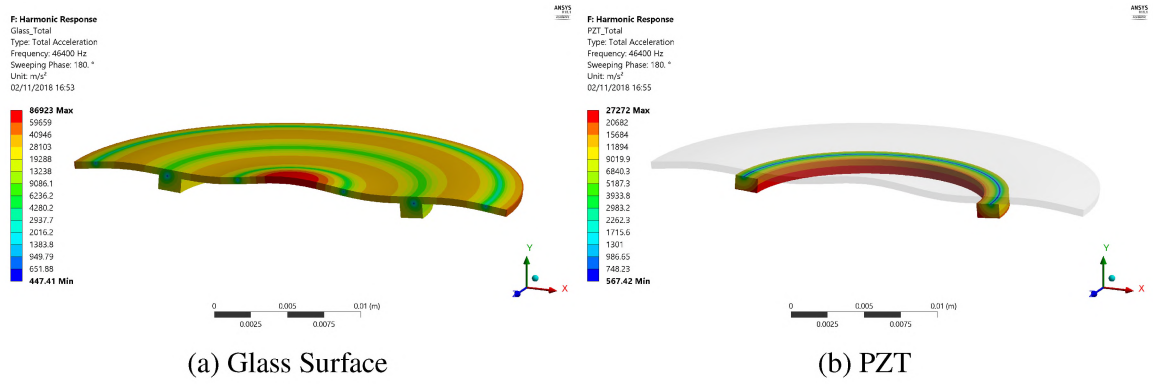 F: Harmonic Response
Glass_Total
Type: Total Acceleration
Frequency: 46400 Hz
Sweeping Phase: 180. °
Unit: m/s²
02/11/2018 16:53
86923 Max
59659
40946
28103
19288
13238
9086.1
6236.2
4280.2
2937.7
2016.2
1383.8
949.79
651.88
447.41 Min
ANSYS
Y
X
0 0.005 0.01 (m)
0.0025 0.0075
(a) Glass Surface
F: Harmonic Response
PZT_Total
Type: Total Acceleration
Frequency: 46400 Hz
Sweeping Phase: 180. °
Unit: m/s²
02/11/2018 16:55
27272 Max
20682
15684
11894
9019.9
6840.3
5187.3
3933.8
2983.2
2262.3
1715.6
1301
986.65
748.23
567.42 Min
ANSYS
Y
X
0 0.005 0.01 (m)
0.0025 0.0075
(b) PZT